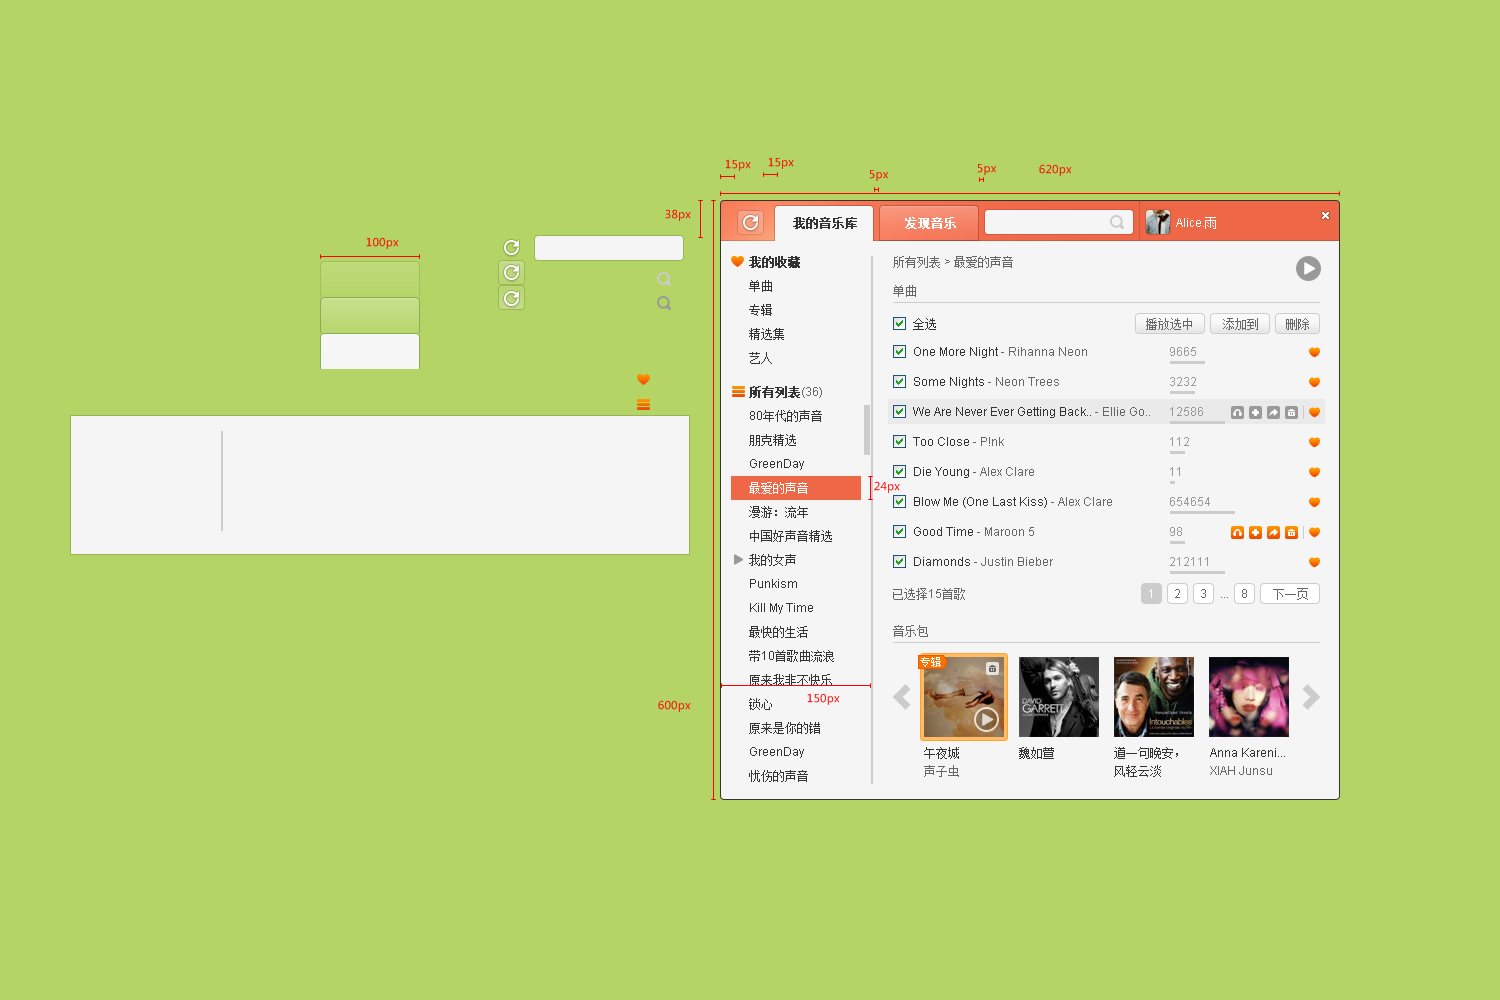 15px
15px
5px
5px
620px
38px
100px
我的音乐库
发现音乐
Alice.雨
我的收藏
单曲
专辑
精选集
艺人
所有列表(36)
80年代的声音
朋克精选
GreenDay
最爱的声音
24px
漫游：流年
中国好声音精选
我的女声
Punkism
Kill My Time
最快的生活
带10首歌曲流浪
原来我非不快乐
150px
600px
锁心
原来是你的错
GreenDay
忧伤的声音
所有列表 > 最爱的声音
单曲
全选 播放选中 添加到 删除
One More Night - Rihanna Neon 9665
Some Nights - Neon Trees 3232
We Are Never Ever Getting Back.. - Ellie Go.. 12586
Too Close - P!nk 112
Die Young - Alex Clare 11
Blow Me (One Last Kiss) - Alex Clare 654654
Good Time - Maroon 5 98
Diamonds - Justin Bieber 212111
已选择15首歌 1 2 3 ... 8 下一页
音乐包
专辑
DAVID
GARRETT
Intouchables
午夜城
声子虫
魏如萱
道一句晚安，
风轻云淡
Anna Kareni...
XIAH Junsu